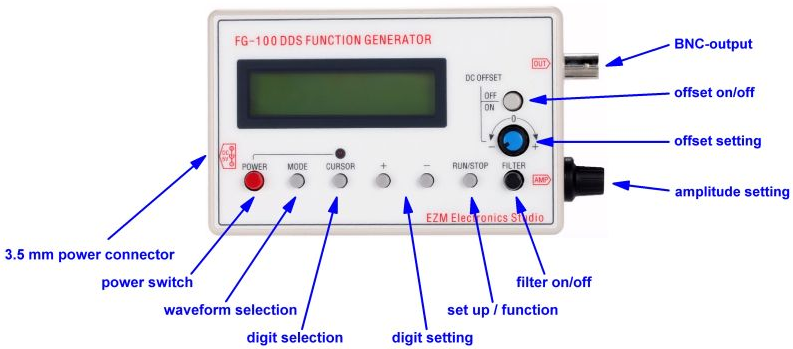 FG-100 DDS FUNCTION GENERATOR
BNC-output
OUT
DC OFFSET
OFF
ON
offset on/off
0
- +
offset setting
POWER MODE CURSOR + - RUN/STOP FILTER
AMP
amplitude setting
EZM Electronics Studio
3.5 mm power connector
power switch
filter on/off
waveform selection
set up / function
digit selection
digit setting